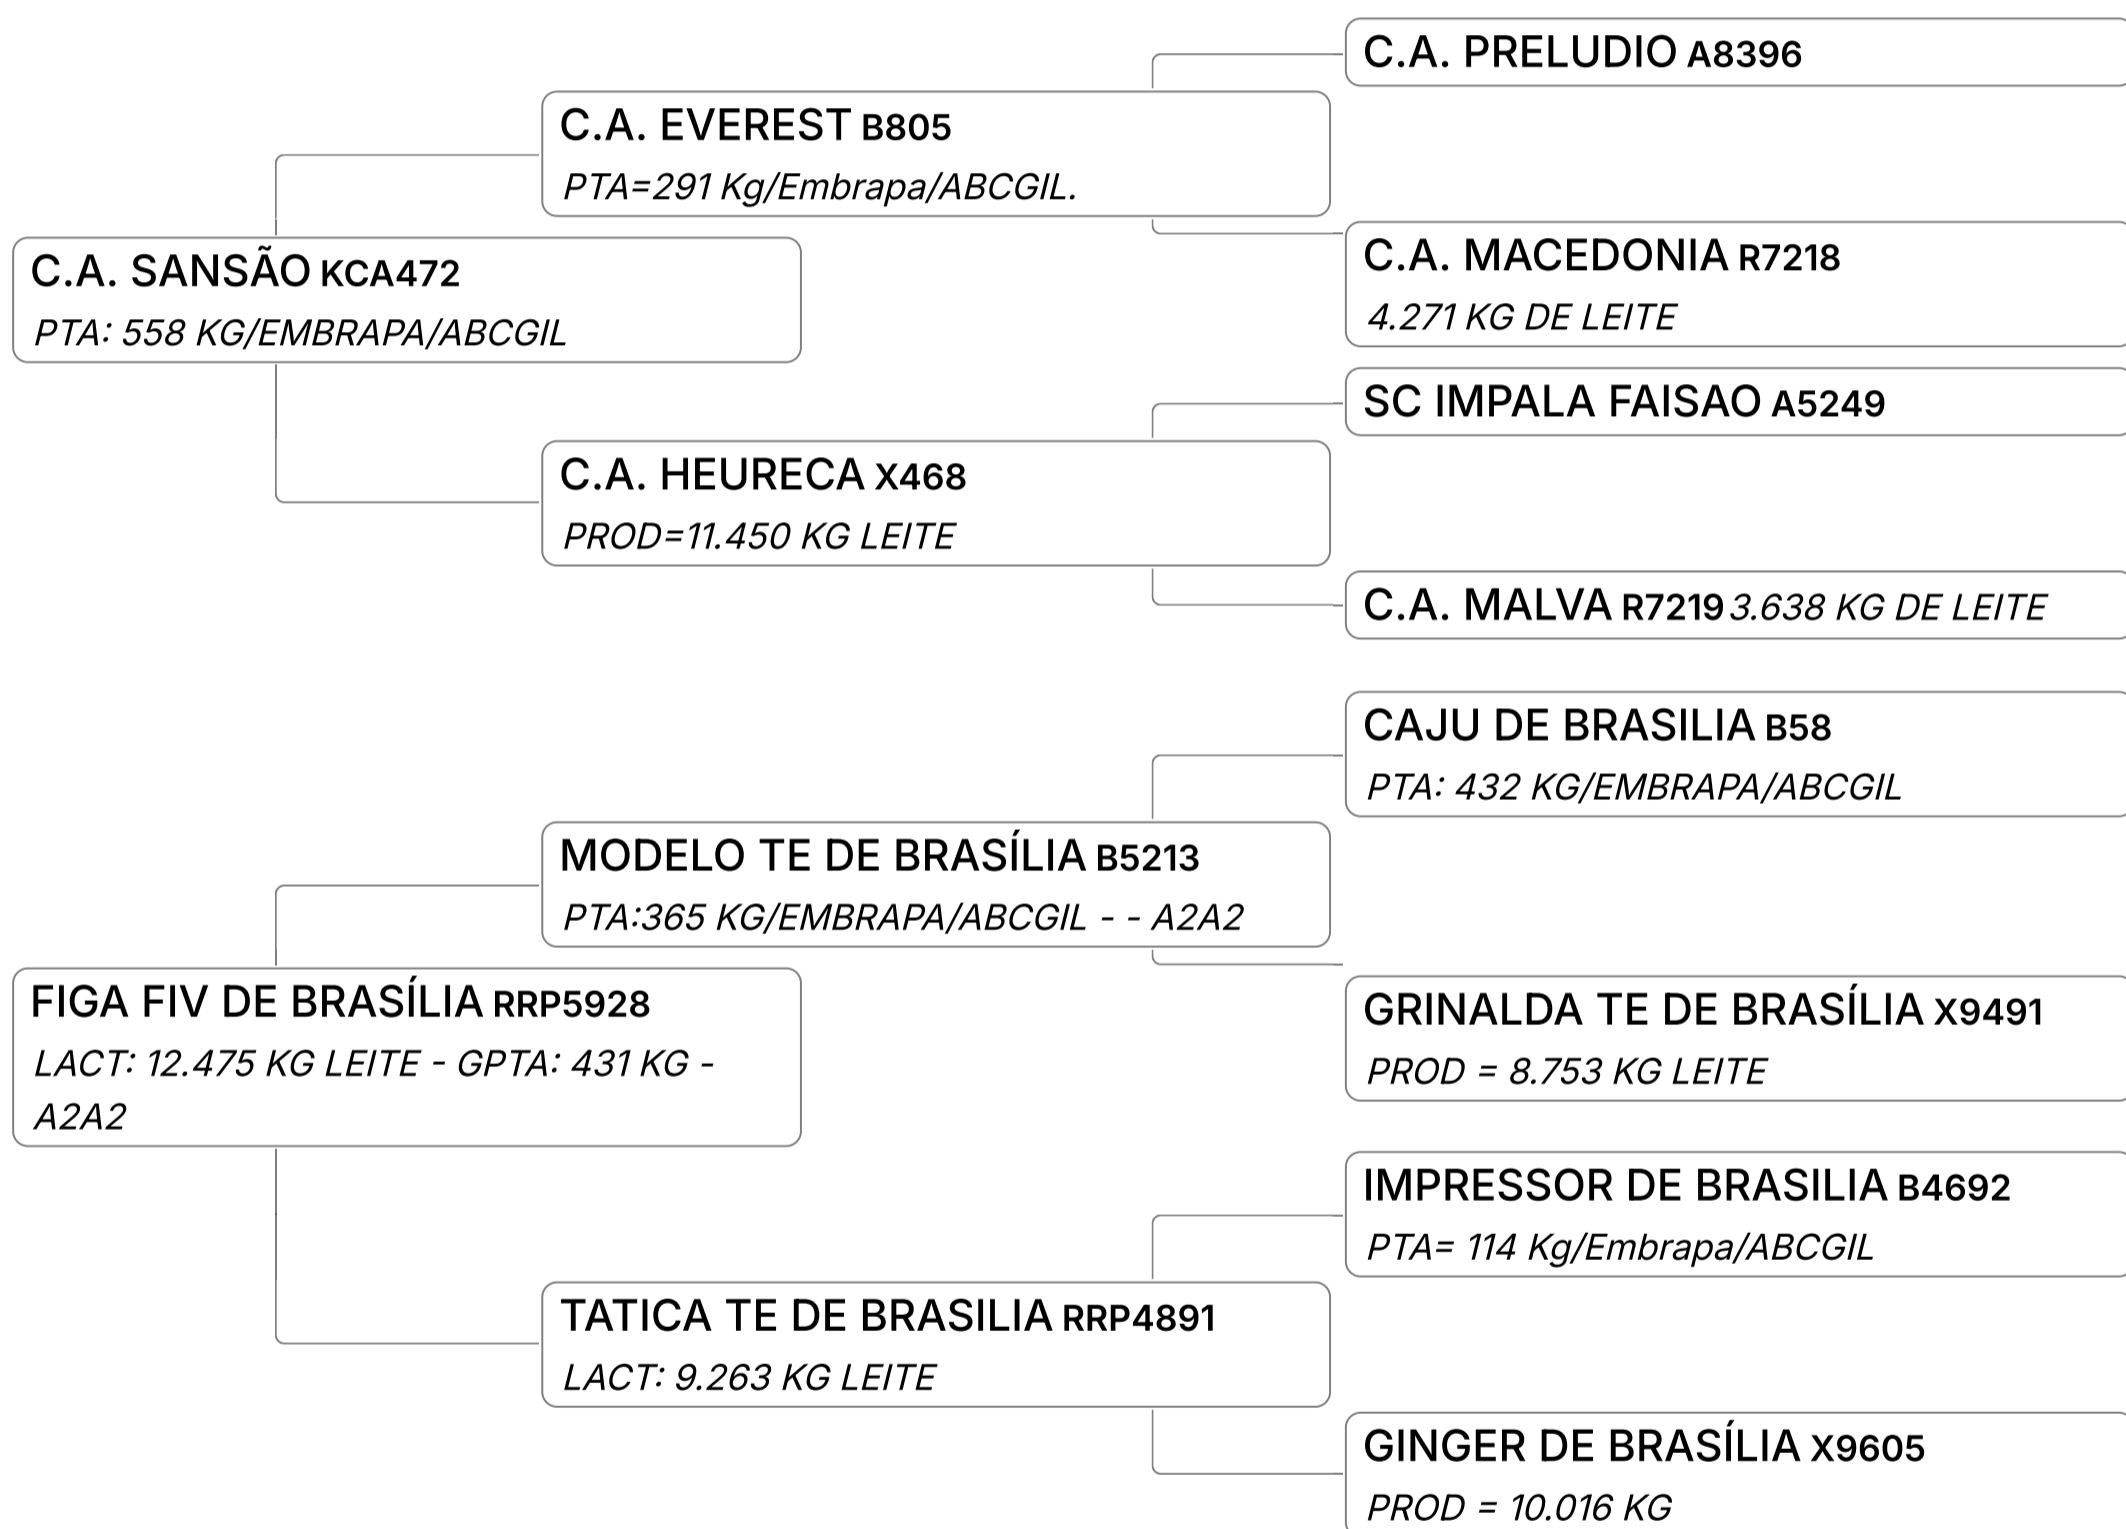 C.A. PRELUDIO A8396
C.A. EVEREST B805
PTA=291 Kg/Embrapa/ABCGIL.
C.A. MACEDONIA R7218
4.271 KG DE LEITE
C.A. SANSÃO KCA472
PTA: 558 KG/EMBRAPA/ABCGIL
SC IMPALA FAISAO A5249
C.A. HEURECA X468
PROD=11.450 KG LEITE
C.A. MALVA R7219 3.638 KG DE LEITE
CAJU DE BRASILIA B58
PTA: 432 KG/EMBRAPA/ABCGIL
MODELO TE DE BRASÍLIA B5213
PTA:365 KG/EMBRAPA/ABCGIL - - A2A2
GRINALDA TE DE BRASÍLIA X9491
PROD = 8.753 KG LEITE
FIGA FIV DE BRASÍLIA RRP5928
LACT: 12.475 KG LEITE - GPTA: 431 KG -
A2A2
IMPRESSOR DE BRASILIA B4692
PTA= 114 Kg/Embrapa/ABCGIL
TATICA TE DE BRASILIA RRP4891
LACT: 9.263 KG LEITE
GINGER DE BRASÍLIA X9605
PROD = 10.016 KG